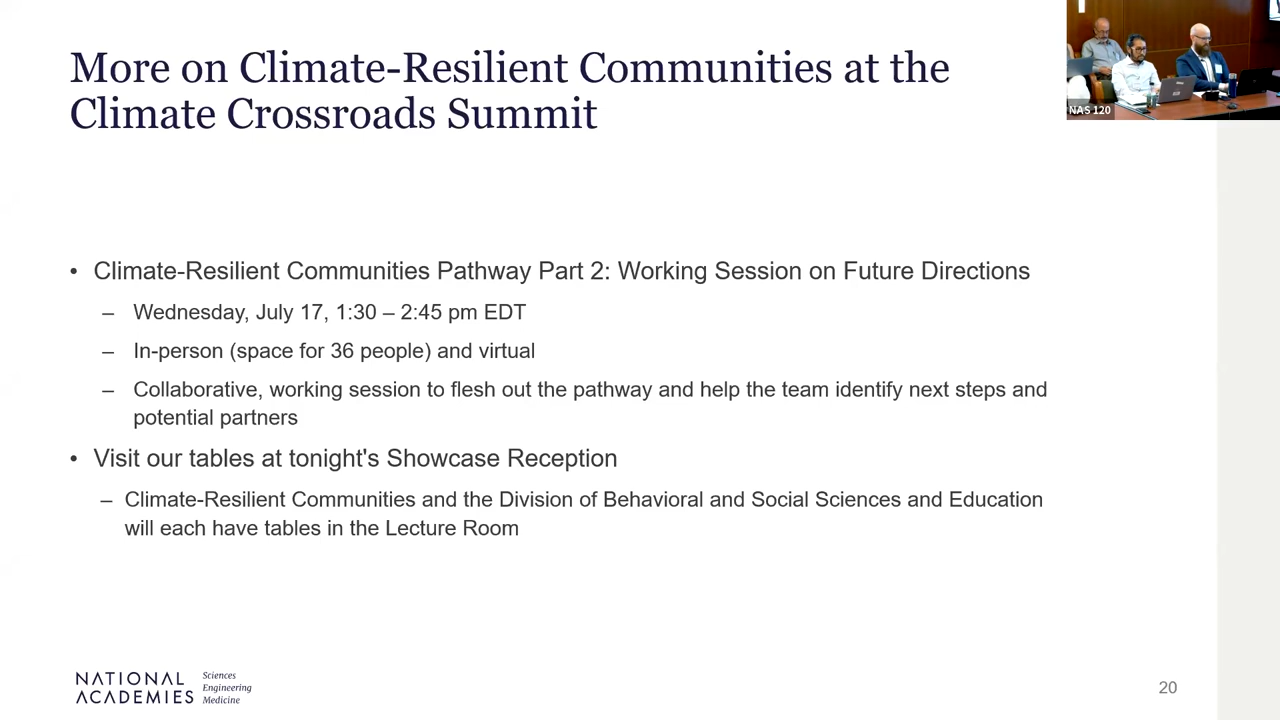 More on Climate-Resilient Communities at the
Climate Crossroads Summit
NAS 120
• Climate-Resilient Communities Pathway Part 2: Working Session on Future Directions
– Wednesday, July 17, 1:30 – 2:45 pm EDT
– In-person (space for 36 people) and virtual
– Collaborative, working session to flesh out the pathway and help the team identify next steps and
potential partners
• Visit our tables at tonight's Showcase Reception
– Climate-Resilient Communities and the Division of Behavioral and Social Sciences and Education
will each have tables in the Lecture Room
NATIONAL
ACADEMIES
Sciences
Engineering
Medicine
20